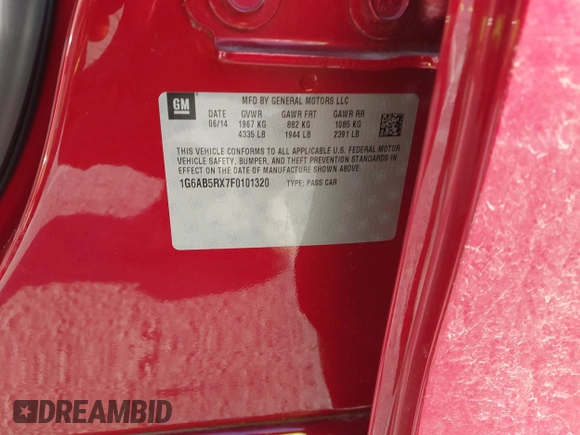 GM
MFD BY GENERAL MOTORS LLC
DATE GVWR GAWR FRT GAWR RR
06/14 1967 KG 882 KG 1085 KG
4335 LB 1944 LB 2391 LB
THIS VEHICLE CONFORMS TO ALL APPLICABLE U.S. FEDERAL MOTOR
VEHICLE SAFETY, BUMPER, AND THEFT PREVENTION STANDARDS IN
EFFECT ON THE DATE OF MANUFACTURE SHOWN ABOVE.
1G6AB5RX7F0101320 TYPE: PASS CAR
DREAMBID